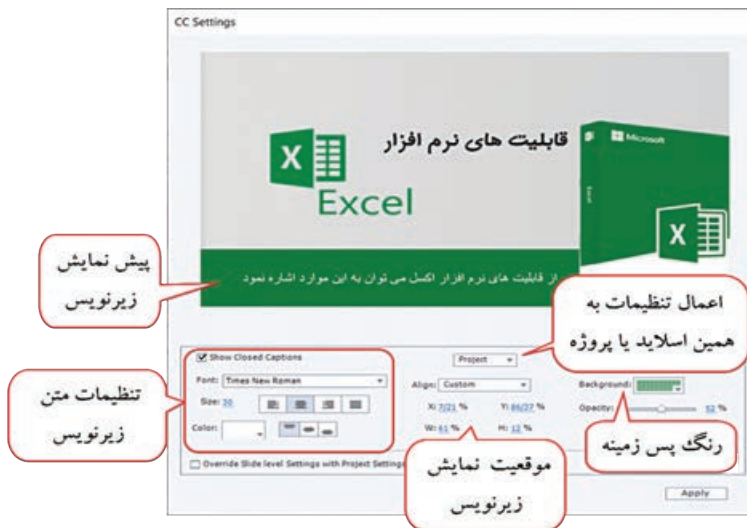 CC Settings
قابلیت های نرم افزار
Microsoft
Excel
Excel
از قابلیت های نرم افزار اکسل می توان به این موارد اشاره نمود
پیش نمایش
زیرنویس
اعمال تنظیمات به
همین اسلاید یا پروژه
Show Closed Captions
Project
Font: Times New Roman
Align: Custom
Background:
Size: 30
X: 7/21 % Y: 86/37 %
Opacity: 52 %
Color:
W: 61 % H: 12 %
تنظیمات متن
زیرنویس
رنگ پس زمینه
موقعیت نمایش
زیرنویس
Override Slide level Settings with Project Settings
Apply